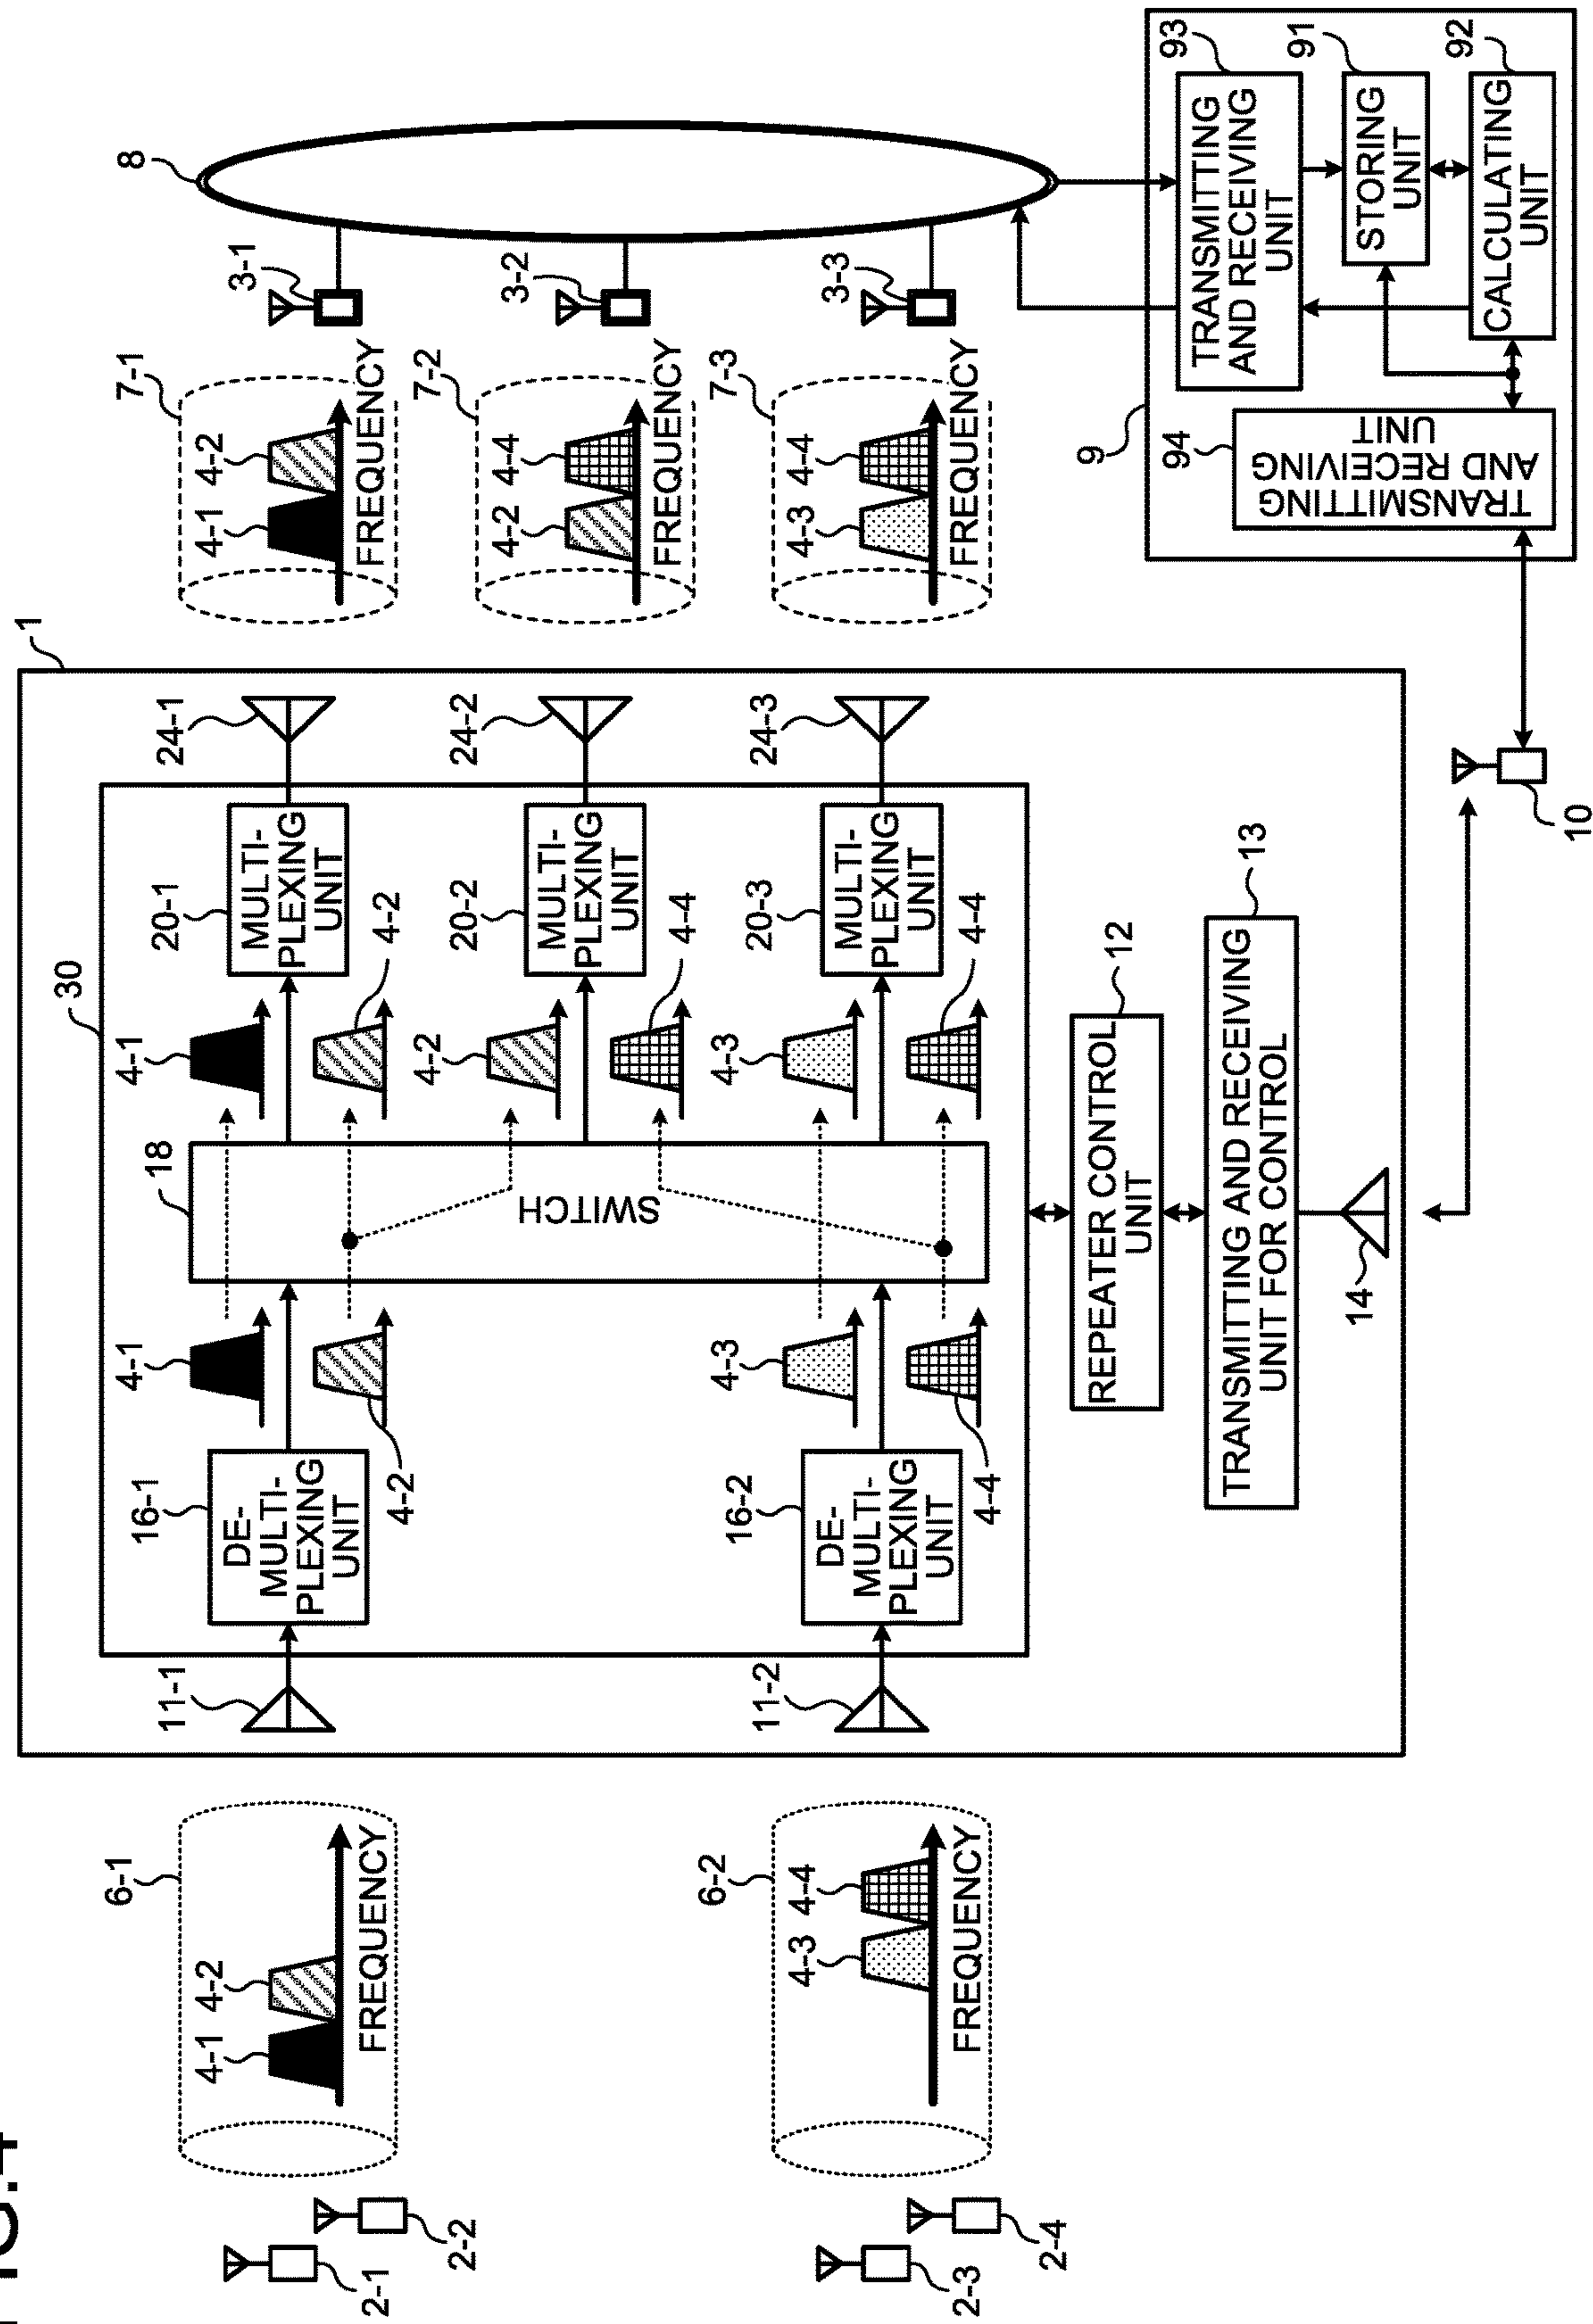 FIG.4
1
30
6-1
4-1
4-2
FREQUENCY
2-1
2-2
11-1
16-1
DE-
MULTI-
PLEXING
UNIT
4-1
4-2
18
SWITCH
4-1
4-2
20-1
MULTI-
PLEXING
UNIT
24-1
7-1
4-1
4-2
FREQUENCY
3-1
8
4-2
4-4
20-2
MULTI-
PLEXING
UNIT
24-2
7-2
4-2
4-4
FREQUENCY
3-2
6-2
4-3
4-4
FREQUENCY
2-3
2-4
11-2
16-2
DE-
MULTI-
PLEXING
UNIT
4-3
4-4
4-3
4-4
20-3
MULTI-
PLEXING
UNIT
24-3
7-3
4-3
4-4
FREQUENCY
3-3
REPEATER CONTROL
UNIT
12
TRANSMITTING AND RECEIVING
UNIT FOR CONTROL
13
14
10
9
94
TRANSMITTING
AND RECEIVING
UNIT
93
TRANSMITTING
AND RECEIVING
UNIT
91
STORING
UNIT
92
CALCULATING
UNIT